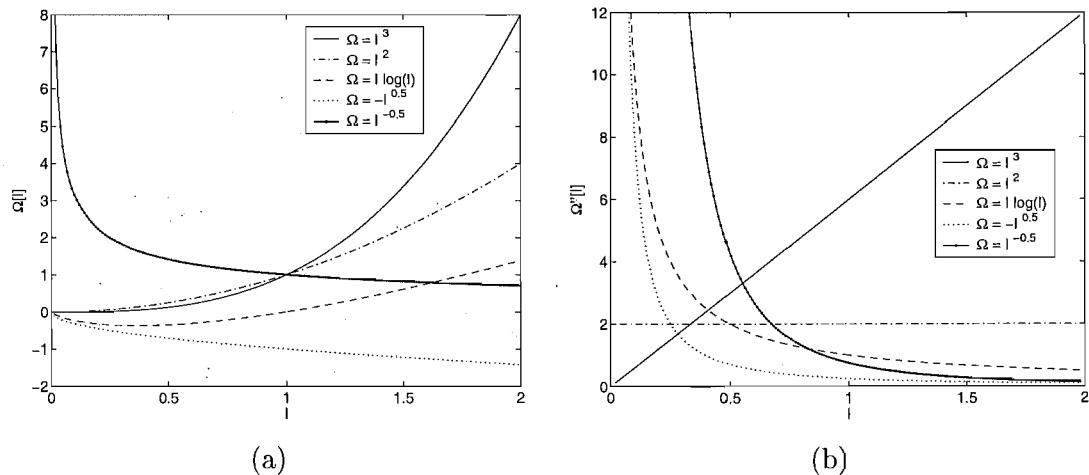 8
7
6
5
4
3
2
1
0
−1
−2
Ω[I]
0
0.5
1
1.5
2
I
Ω = I 3
Ω = I 2
Ω = I log(I)
Ω = −I 0.5
Ω = I −0.5
(a)
12
10
8
6
4
2
0
Ω''[I]
0
0.5
1
1.5
2
I
Ω = I 3
Ω = I 2
Ω = I log(I)
Ω = −I 0.5
Ω = I −0.5
(b)